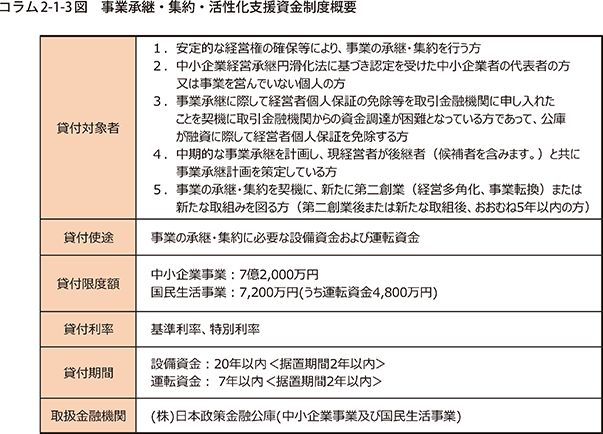 コラム2-1-3図　事業承継・集約・活性化支援資金制度概要
貸付対象者
１．安定的な経営権の確保等により、事業の承継・集約を行う方
２．中小企業経営承継円滑化法に基づき認定を受けた中小企業者の代表者の方
又は事業を営んでいない個人の方
３．事業承継に際して経営者個人保証の免除等を取引金融機関に申し入れた
ことを契機に取引金融機関からの資金調達が困難となっている方であって、公庫
が融資に際して経営者個人保証を免除する方
４．中期的な事業承継を計画し、現経営者が後継者（候補者を含みます。）と共に
事業承継計画を策定している方
５．事業の承継・集約を契機に、新たに第二創業（経営多角化、事業転換）または
新たな取組みを図る方（第二創業後または新たな取組後、おおむね5年以内の方）
貸付使途
事業の承継・集約に必要な設備資金および運転資金
貸付限度額
中小企業事業：7億2,000万円
国民生活事業：7,200万円(うち運転資金4,800万円)
貸付利率
基準利率、特別利率
貸付期間
設備資金：20年以内＜据置期間2年以内＞
運転資金： 7年以内＜据置期間2年以内＞
取扱金融機関
(株)日本政策金融公庫(中小企業事業及び国民生活事業)